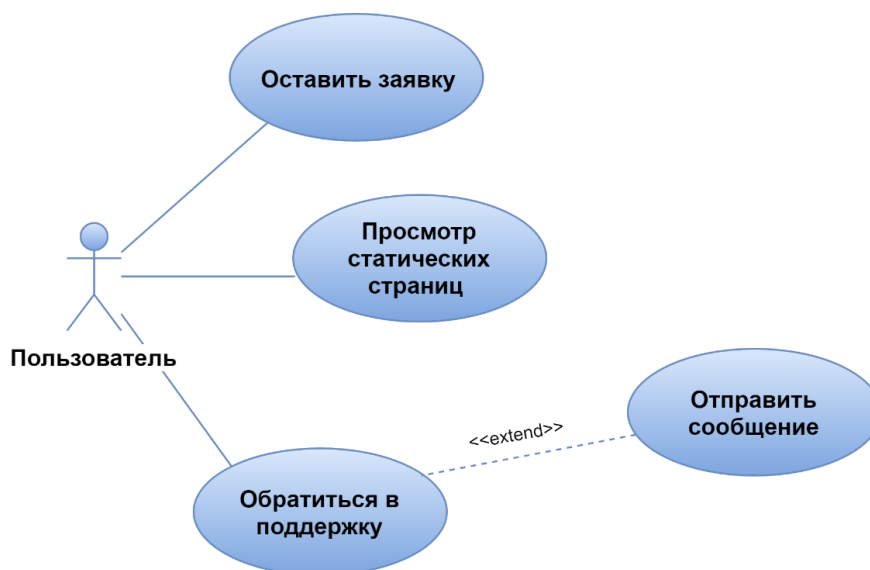 Оставить заявку
Просмотр
статических
страниц
Пользователь
Отправить
сообщение
<<extend>>
Обратиться в
поддержку